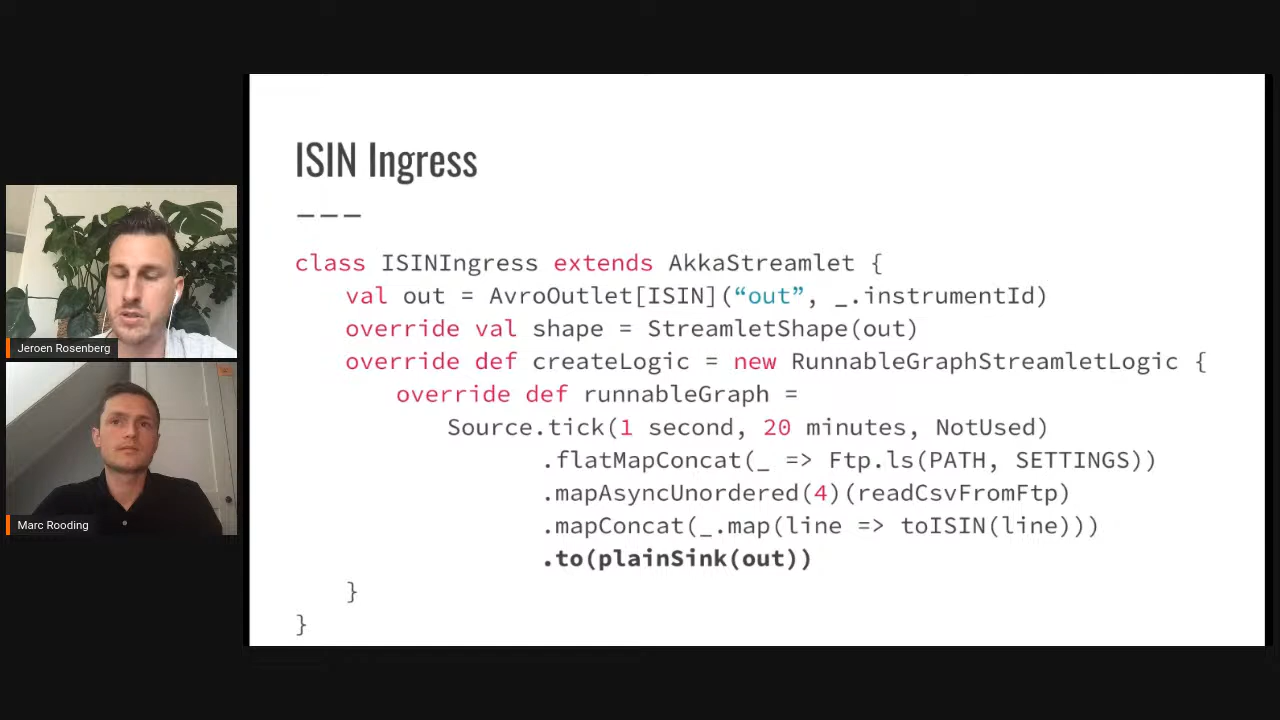 ISIN Ingress
———
class ISINIngress extends AkkaStreamlet {
val out = AvroOutlet[ISIN](“out”, _.instrumentId)
override val shape = StreamletShape(out)
override def createLogic = new RunnableGraphStreamletLogic {
override def runnableGraph =
Source.tick(1 second, 20 minutes, NotUsed)
.flatMapConcat(_ => Ftp.ls(PATH, SETTINGS))
.mapAsyncUnordered(4)(readCsvFromFtp)
.mapConcat(_.map(line => toISIN(line)))
.to(plainSink(out))
}
}
Jeroen Rosenberg
Marc Rooding